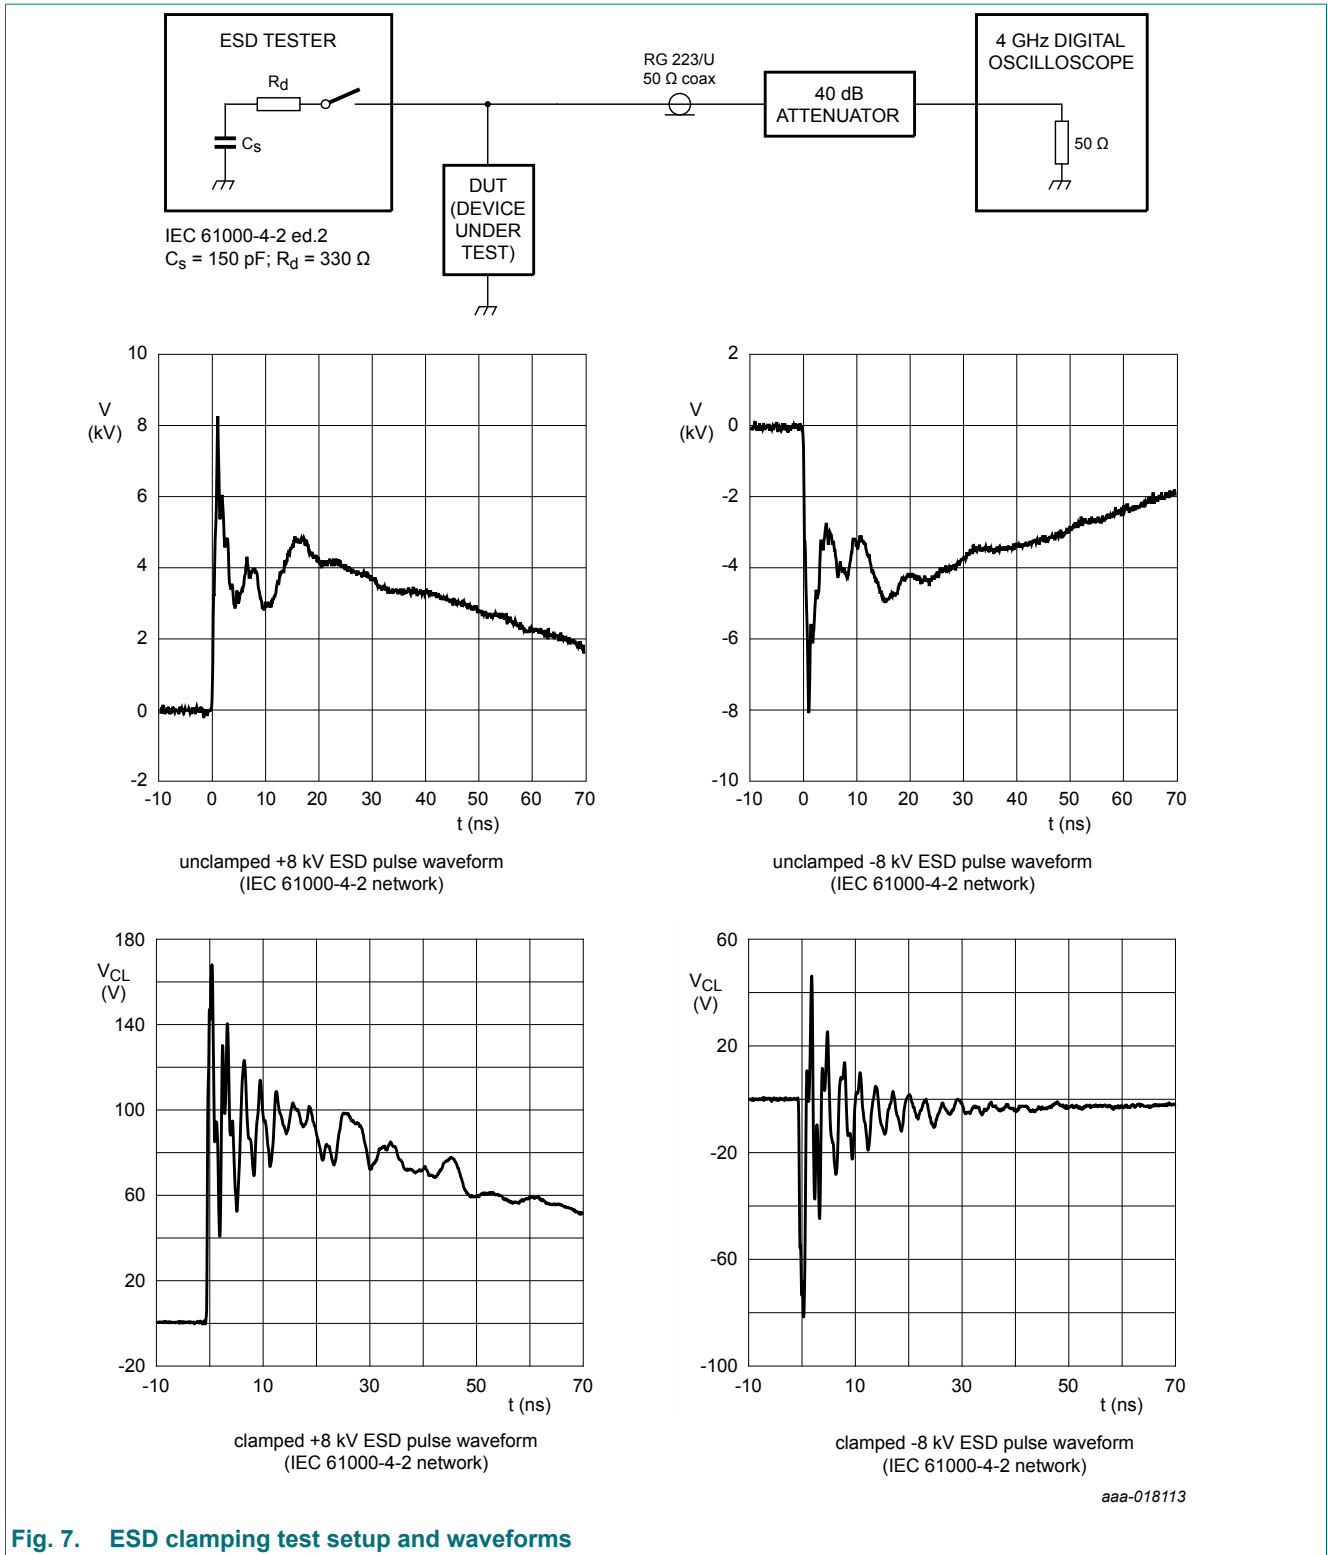 ESD TESTER
Rd
Cs
IEC 61000-4-2 ed.2
Cs = 150 pF; Rd = 330 Ω
DUT
(DEVICE
UNDER
TEST)
RG 223/U
50 Ω coax
40 dB
ATTENUATOR
4 GHz DIGITAL
OSCILLOSCOPE
50 Ω
V
(kV)
10
8
6
4
2
0
-2
-10 0 10 20 30 40 50 60 70
t (ns)
unclamped +8 kV ESD pulse waveform
(IEC 61000-4-2 network)
V
(kV)
2
0
-2
-4
-6
-8
-10
-10 0 10 20 30 40 50 60 70
t (ns)
unclamped -8 kV ESD pulse waveform
(IEC 61000-4-2 network)
VCL
(V)
180
140
100
60
20
-20
-10 10 30 50 70
t (ns)
clamped +8 kV ESD pulse waveform
(IEC 61000-4-2 network)
VCL
(V)
60
20
-20
-60
-100
-10 10 30 50 70
t (ns)
clamped -8 kV ESD pulse waveform
(IEC 61000-4-2 network)
aaa-018113
Fig. 7. ESD clamping test setup and waveforms